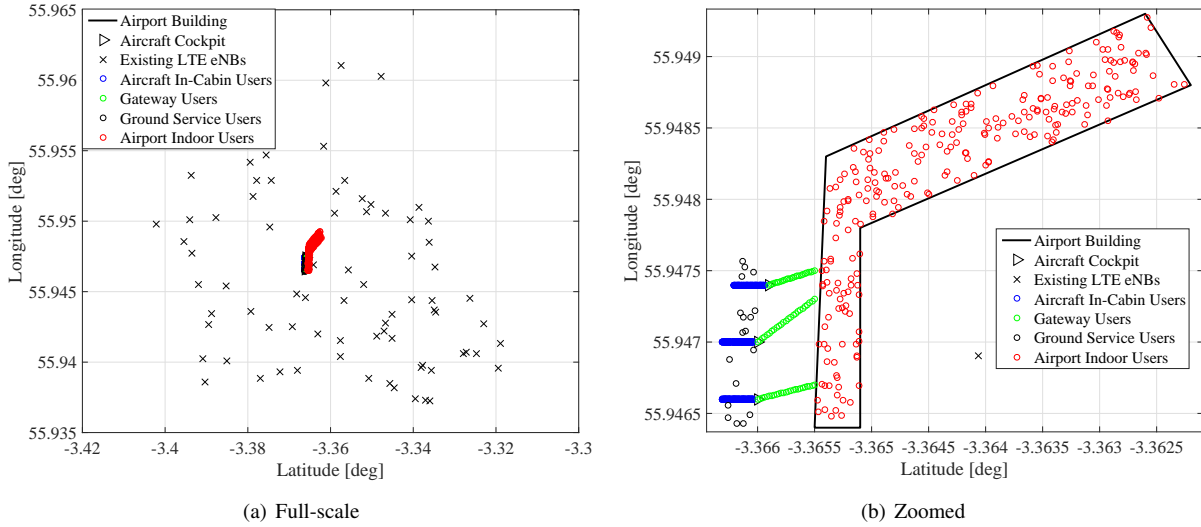 55.965
55.96
55.955
55.95
55.945
55.94
55.935
-3.42
-3.4
-3.38
-3.36
-3.34
-3.32
-3.3
Longitude [deg]
Latitude [deg]
Airport Building
Aircraft Cockpit
Existing LTE eNBs
Aircraft In-Cabin Users
Gateway Users
Ground Service Users
Airport Indoor Users
(a) Full-scale
55.949
55.9485
55.948
55.9475
55.947
55.9465
-3.366
-3.3655
-3.365
-3.3645
-3.364
-3.3635
-3.363
-3.3625
Longitude [deg]
Latitude [deg]
Airport Building
Aircraft Cockpit
Existing LTE eNBs
Aircraft In-Cabin Users
Gateway Users
Ground Service Users
Airport Indoor Users
(b) Zoomed